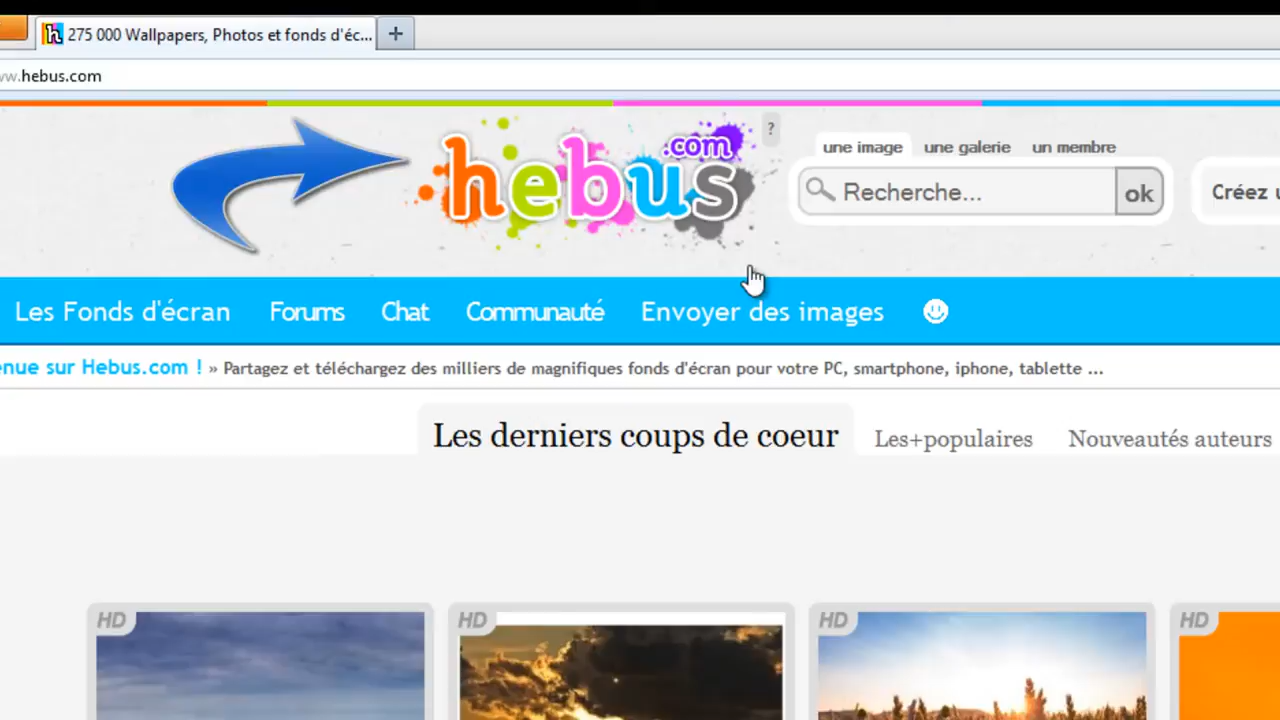 275 000 Wallpapers, Photos et fonds d'éc...
ww.hebus.com
hebus.com
?
une image une galerie un membre
Recherche... ok
Créez
Les Fonds d'écran Forums Chat Communauté Envoyer des images
enue sur Hebus.com ! » Partagez et téléchargez des milliers de magnifiques fonds d'écran pour votre PC, smartphone, iphone, tablette ...
Les derniers coups de coeur Les+populaires Nouveautés auteurs
HD HD HD HD